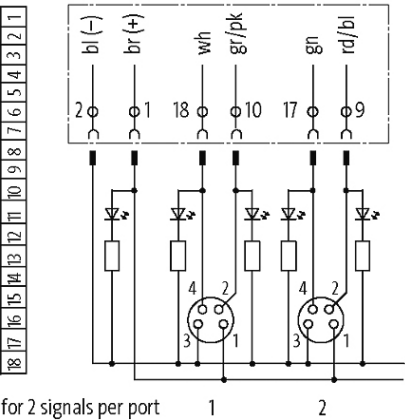 1
2
3
4
5
6
7
8
9
10
11
12
13
14
15
16
17
18
bl(−)
br(+)
wh
gr/pk
gn
rd/bl
2 1 18 10 17 9
4 2 4 2
3 1 3 1
for 2 signals per port 1 2